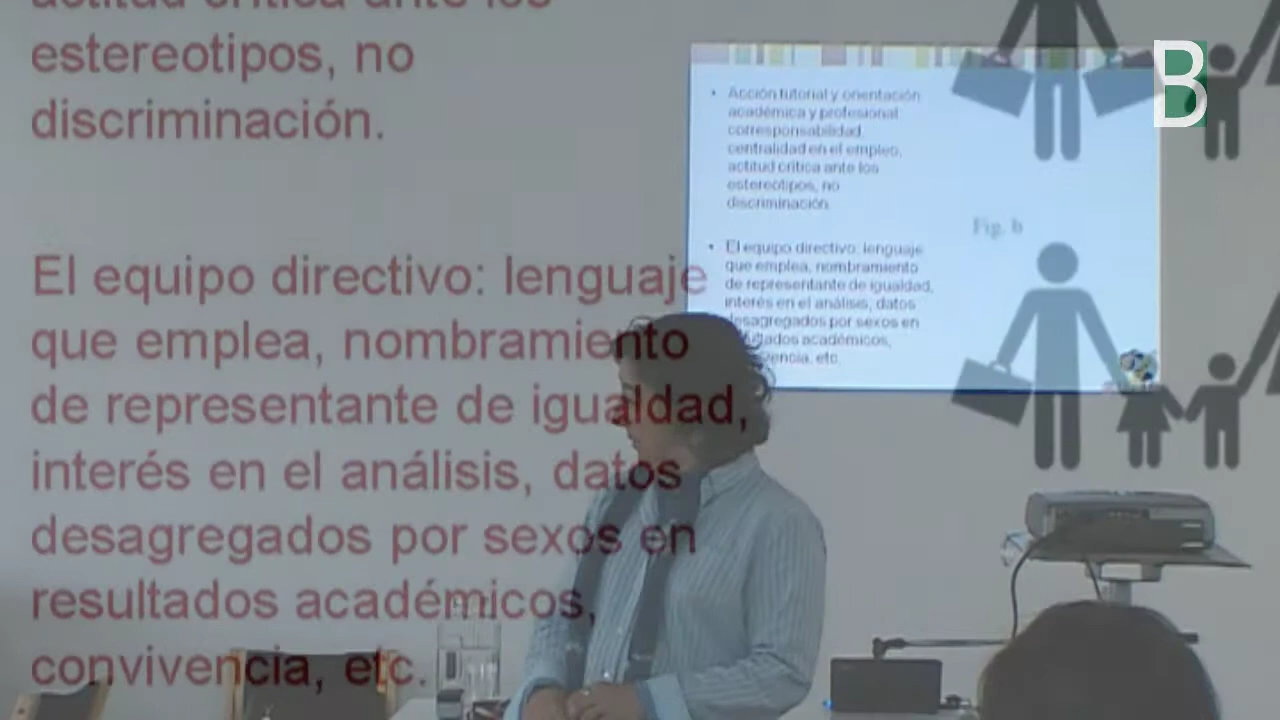 actitud crítica ante los
estereotipos, no
discriminación.
El equipo directivo: lenguaje
que emplea, nombramiento
de representante de igualdad,
interés en el análisis, datos
desagregados por sexos en
resultados académicos,
convivencia, etc.
Acción tutorial y orientación
académica y profesional
corresponsabilidad,
centralidad en el empleo,
actitud crítica ante los
estereotipos, no
discriminación
El equipo directivo: lenguaje
que emplea, nombramiento
de representante de igualdad,
interés en el análisis, datos
desagregados por sexos en
resultados académicos,
convivencia, etc.
Fig. b
B